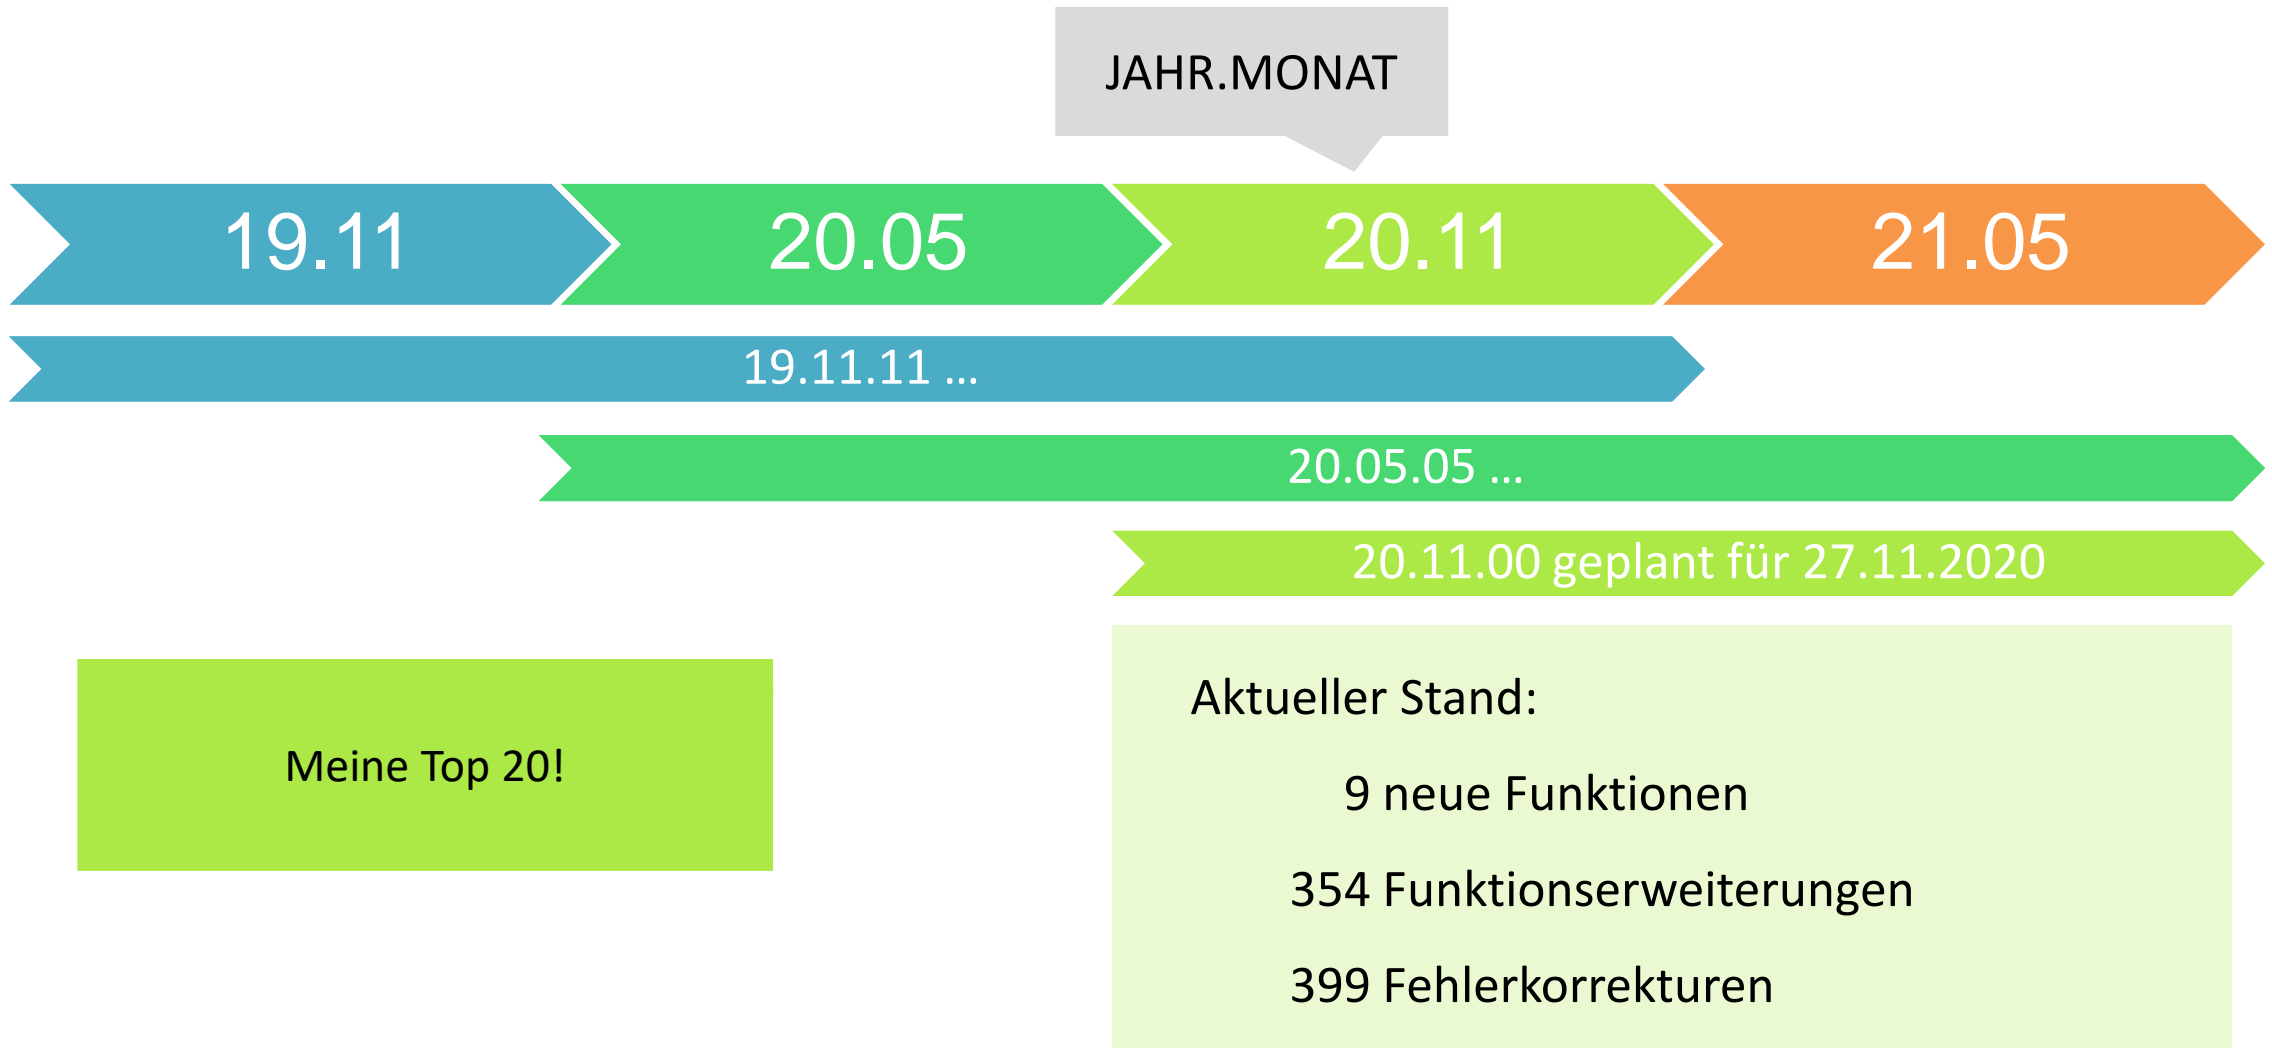 JAHR.MONAT
19.11
20.05
20.11
21.05
19.11.11 …
20.05.05 …
20.11.00 geplant für 27.11.2020
Meine Top 20!
Aktueller Stand:
9 neue Funktionen
354 Funktionserweiterungen
399 Fehlerkorrekturen